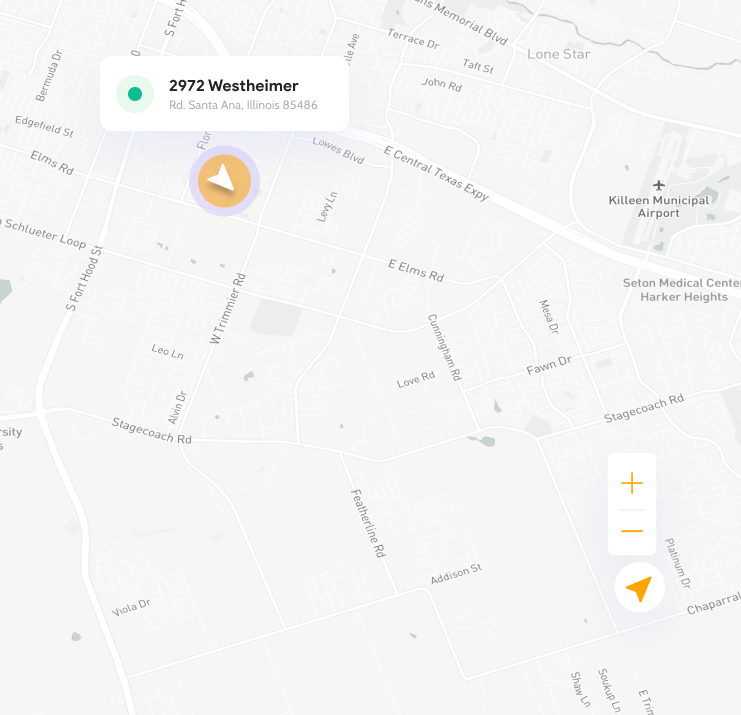 ns Memorial Blvd
S Fort H
Terrace Dr
Lone Star
Bermuda Dr
Taft St
John Rd
2972 Westheimer
Rd. Santa Ana, Illinois 85486
Edgefield St
Lowes Blvd
E Central Texas Expy
Elms Rd
Killeen Municipal
Airport
Levy Ln
Schlueter Loop
E Elms Rd
S Fort Hood St
W Trimmier Rd
Seton Medical Center
Harker Heights
Mesa Dr
Cunningham Rd
Leo Ln
Fawn Dr
Love Rd
Alvin Dr
Stagecoach Rd
Stagecoach Rd
rsity
s
Featherline Rd
Platinum Dr
Addison St
Viola Dr
Chaparral
Shaw Ln
Soukup Ln
E Trim